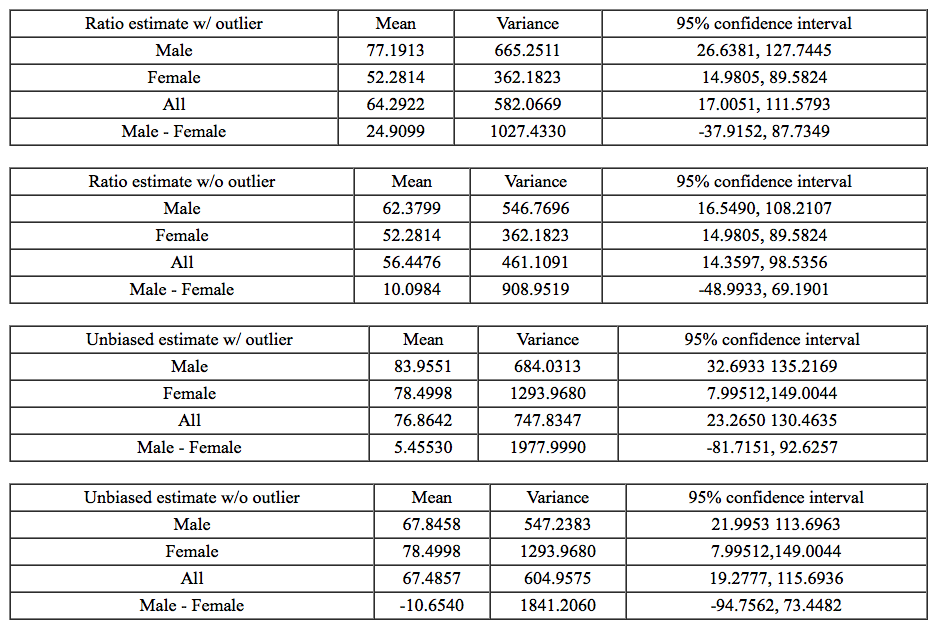 Ratio estimate w/ outlier Mean Variance 95% confidence interval
Male 77.1913 665.2511 26.6381, 127.7445
Female 52.2814 362.1823 14.9805, 89.5824
All 64.2922 582.0669 17.0051, 111.5793
Male - Female 24.9099 1027.4330 -37.9152, 87.7349
Ratio estimate w/o outlier Mean Variance 95% confidence interval
Male 62.3799 546.7696 16.5490, 108.2107
Female 52.2814 362.1823 14.9805, 89.5824
All 56.4476 461.1091 14.3597, 98.5356
Male - Female 10.0984 908.9519 -48.9933, 69.1901
Unbiased estimate w/ outlier Mean Variance 95% confidence interval
Male 83.9551 684.0313 32.6933 135.2169
Female 78.4998 1293.9680 7.99512,149.0044
All 76.8642 747.8347 23.2650 130.4635
Male - Female 5.45530 1977.9990 -81.7151, 92.6257
Unbiased estimate w/o outlier Mean Variance 95% confidence interval
Male 67.8458 547.2383 21.9953 113.6963
Female 78.4998 1293.9680 7.99512,149.0044
All 67.4857 604.9575 19.2777, 115.6936
Male - Female -10.6540 1841.2060 -94.7562, 73.4482